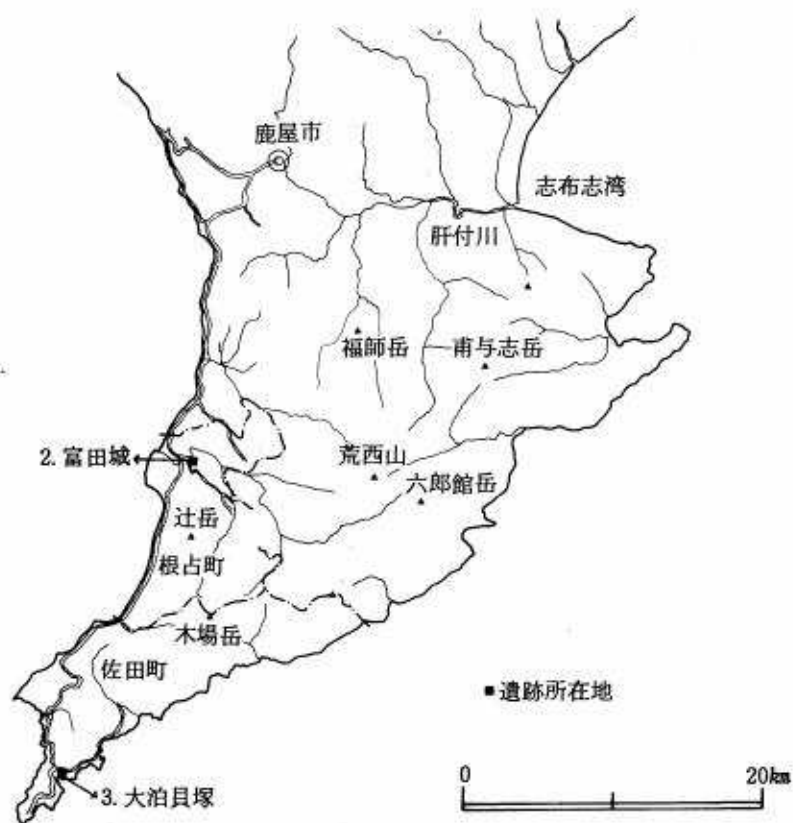 鹿屋市
志布志湾
肝付川
福師岳
甫与志岳
2. 富田城
荒西山
六郎館岳
辻岳
根占町
木場岳
佐田町
■遺跡所在地
3. 大泊貝塚
0
20km